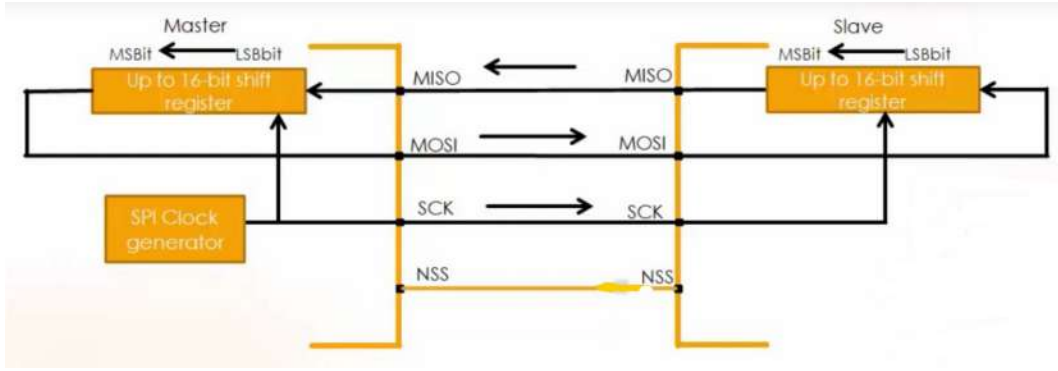 Master
MSBit LSBbit
Up to 16-bit shift
register
Slave
MSBit LSBbit
Up to 16-bit shift
register
MISO MISO
MOSI MOSI
SPI Clock
generator
SCK SCK
NSS NSS